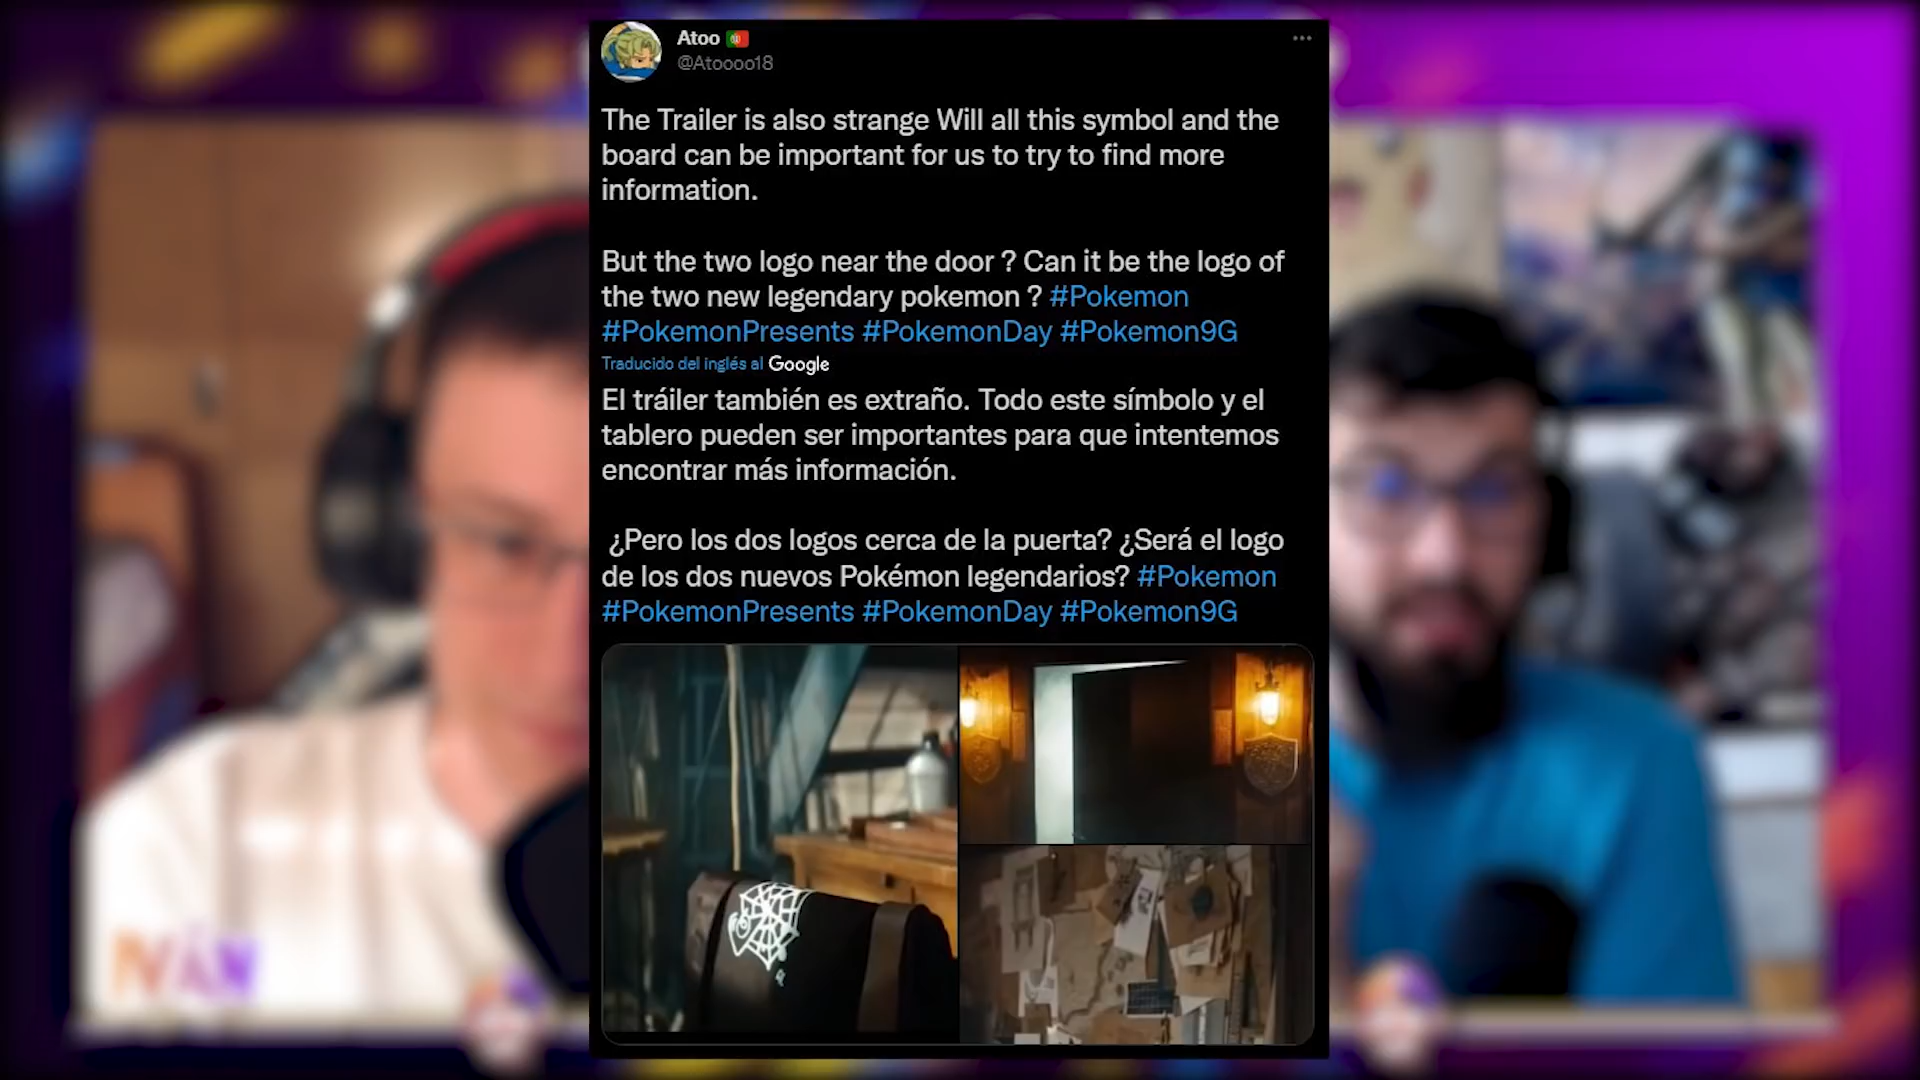 Atoo
@Atoooo18
The Trailer is also strange Will all this symbol and the
board can be important for us to try to find more
information.
But the two logo near the door ? Can it be the logo of
the two new legendary pokemon ? #Pokemon
#PokemonPresents #PokemonDay #Pokemon9G
Traducido del inglés al Google
El tráiler también es extraño. Todo este símbolo y el
tablero pueden ser importantes para que intentemos
encontrar más información.
¿Pero los dos logos cerca de la puerta? ¿Será el logo
de los dos nuevos Pokémon legendarios? #Pokemon
#PokemonPresents #PokemonDay #Pokemon9G
IVÁN